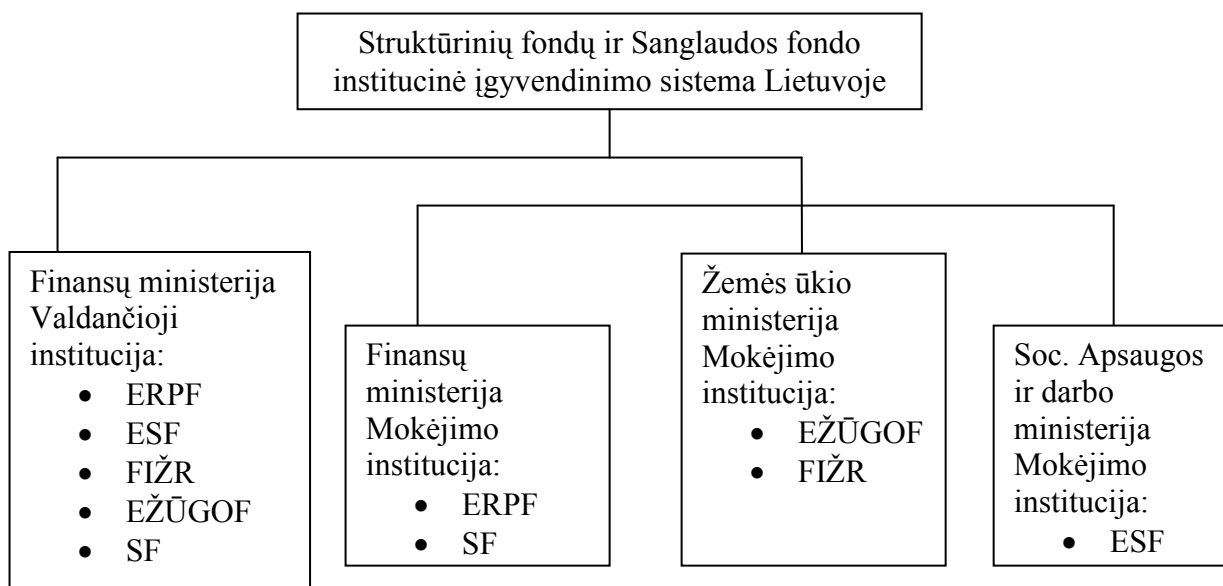 Struktūrinių fondų ir Sanglaudos fondo
institucinė įgyvendinimo sistema Lietuvoje
Finansų ministerija
Valdančioji
institucija:
• ERPF
• ESF
• FIŽR
• EŽŪGOF
• SF
Finansų
ministerija
Mokėjimo
institucija:
• ERPF
• SF
Žemės ūkio
ministerija
Mokėjimo
institucija:
• EŽŪGOF
• FIŽR
Soc. Apsaugos
ir darbo
ministerija
Mokėjimo
institucija:
• ESF